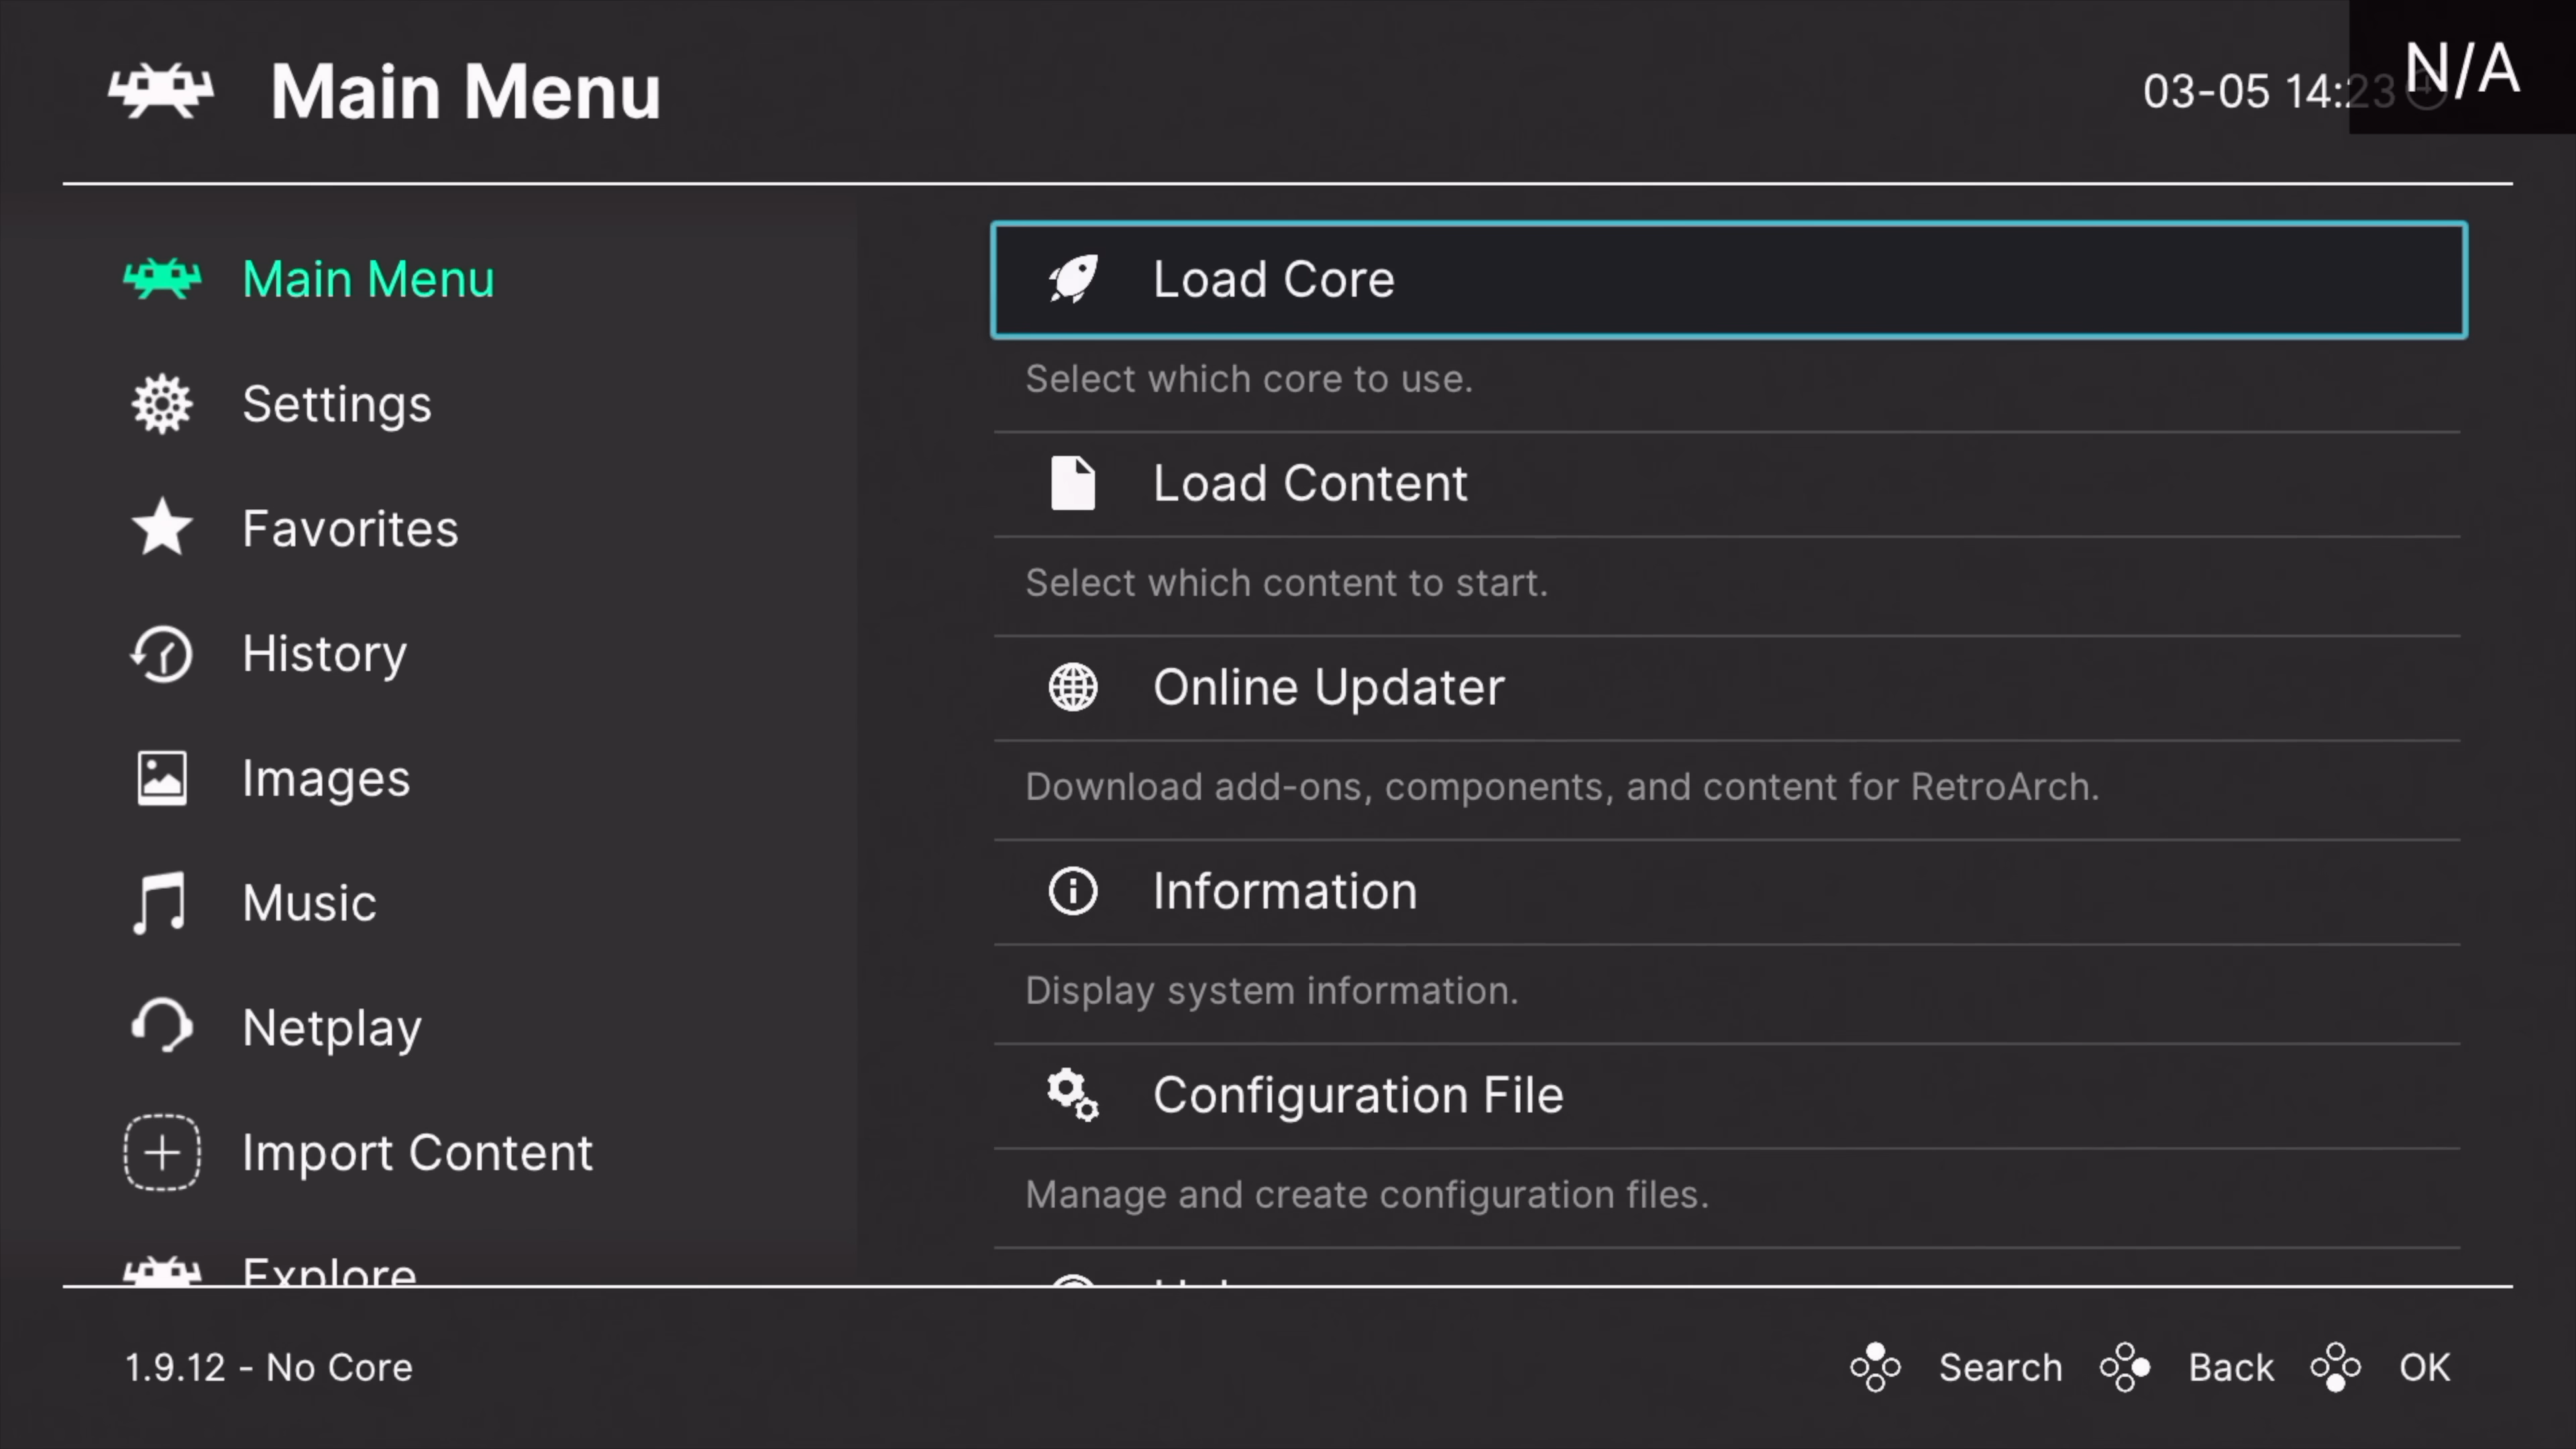 Main Menu
03-05 14:23
N/A
Main Menu
Settings
Favorites
History
Images
Music
Netplay
Import Content
Explore
Load Core
Select which core to use.
Load Content
Select which content to start.
Online Updater
Download add-ons, components, and content for RetroArch.
Information
Display system information.
Configuration File
Manage and create configuration files.
1.9.12 - No Core
Search
Back
OK